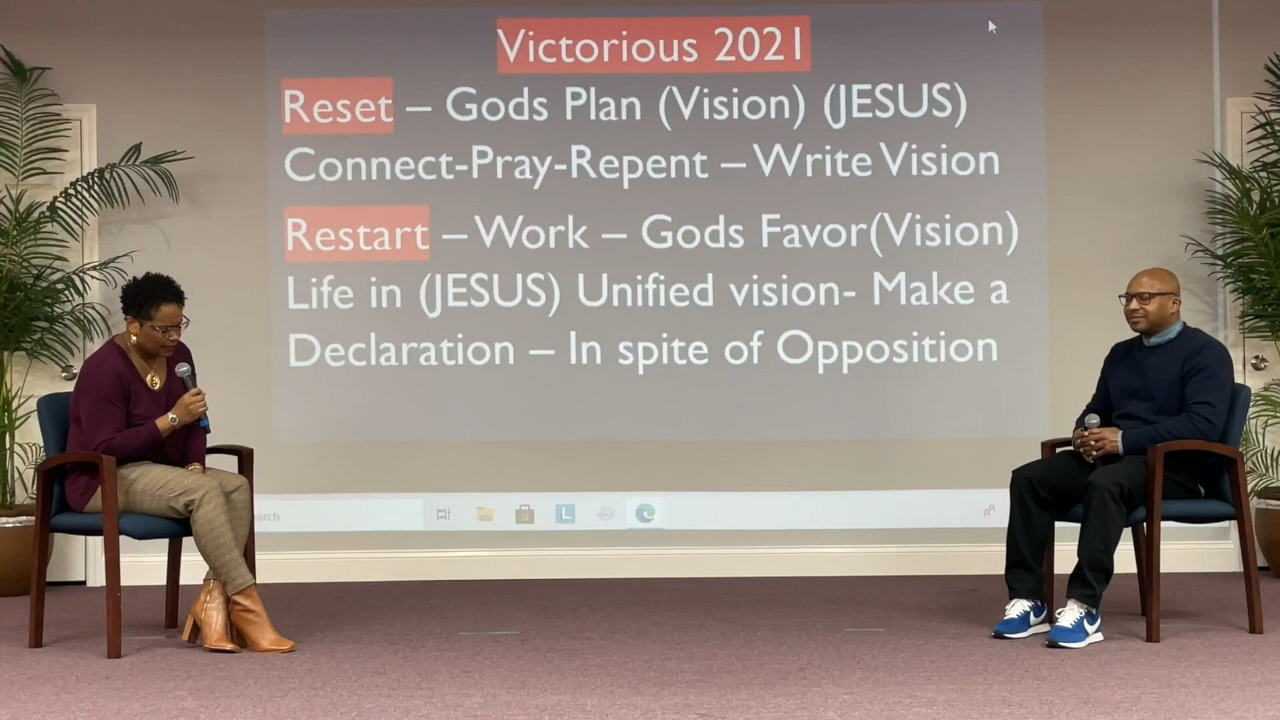 Victorious 2021
Reset – Gods Plan (Vision) (JESUS)
Connect-Pray-Repent – Write Vision
Restart – Work – Gods Favor(Vision)
Life in (JESUS) Unified vision- Make a
Declaration – In spite of Opposition
L